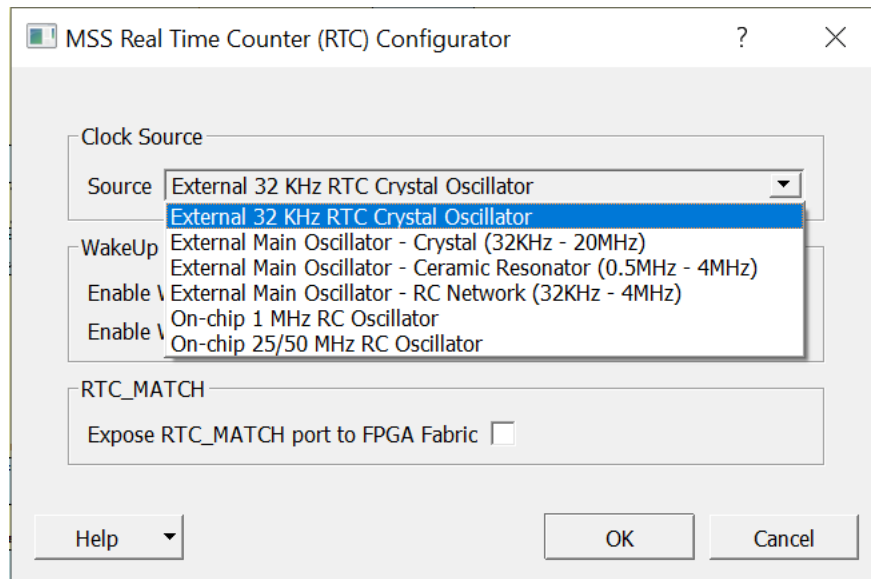 MSS Real Time Counter (RTC) Configurator ?
Clock Source
Source External 32 KHz RTC Crystal Oscillator
External 32 KHz RTC Crystal Oscillator
WakeUp External Main Oscillator - Crystal (32KHz - 20MHz)
External Main Oscillator - Ceramic Resonator (0.5MHz - 4MHz)
Enable External Main Oscillator - RC Network (32KHz - 4MHz)
On-chip 1 MHz RC Oscillator
Enable On-chip 25/50 MHz RC Oscillator
RTC_MATCH
Expose RTC_MATCH port to FPGA Fabric
Help OK Cancel